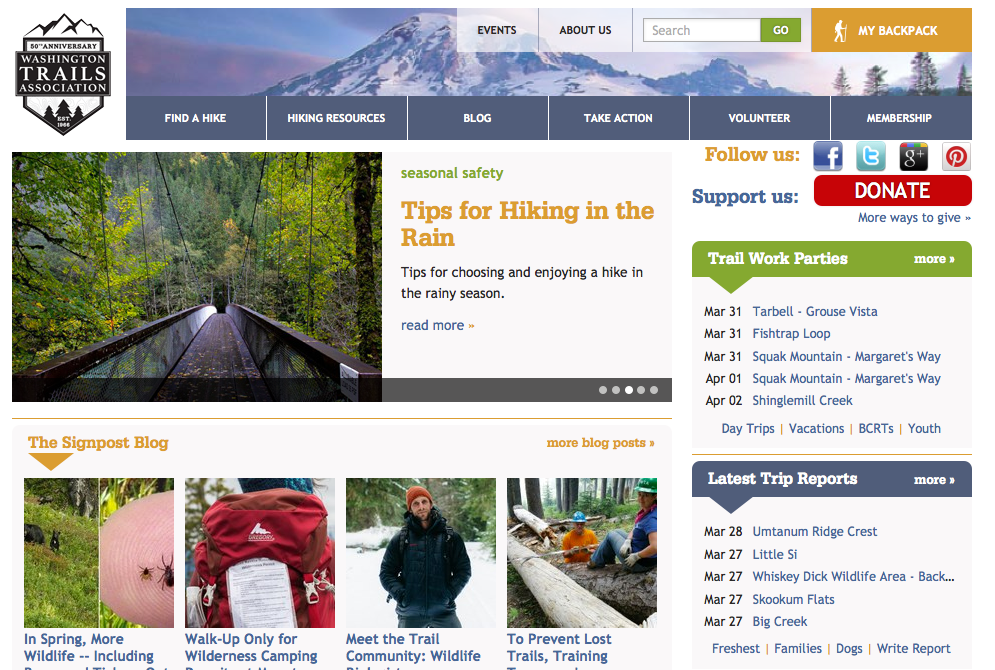 50TH ANNIVERSARY
WASHINGTON
TRAILS
ASSOCIATION
EST.
1966
EVENTS
ABOUT US
Search
GO
MY BACKPACK
FIND A HIKE
HIKING RESOURCES
BLOG
TAKE ACTION
VOLUNTEER
MEMBERSHIP
seasonal safety
Tips for Hiking in the
Rain
Tips for choosing and enjoying a hike in
the rainy season.
read more »
Follow us:
Support us:
DONATE
More ways to give »
Trail Work Parties more »
Mar 31 Tarbell - Grouse Vista
Mar 31 Fishtrap Loop
Mar 31 Squak Mountain - Margaret's Way
Apr 01 Squak Mountain - Margaret's Way
Apr 02 Shinglemill Creek
Day Trips | Vacations | BCRTs | Youth
Latest Trip Reports more »
Mar 28 Umtanum Ridge Crest
Mar 27 Little Si
Mar 27 Whiskey Dick Wildlife Area - Back...
Mar 27 Skookum Flats
Mar 27 Big Creek
Freshest | Families | Dogs | Write Report
The Signpost Blog more blog posts »
GREGORY
In Spring, More
Wildlife -- Including
Walk-Up Only for
Wilderness Camping
Meet the Trail
Community: Wildlife
To Prevent Lost
Trails, Training